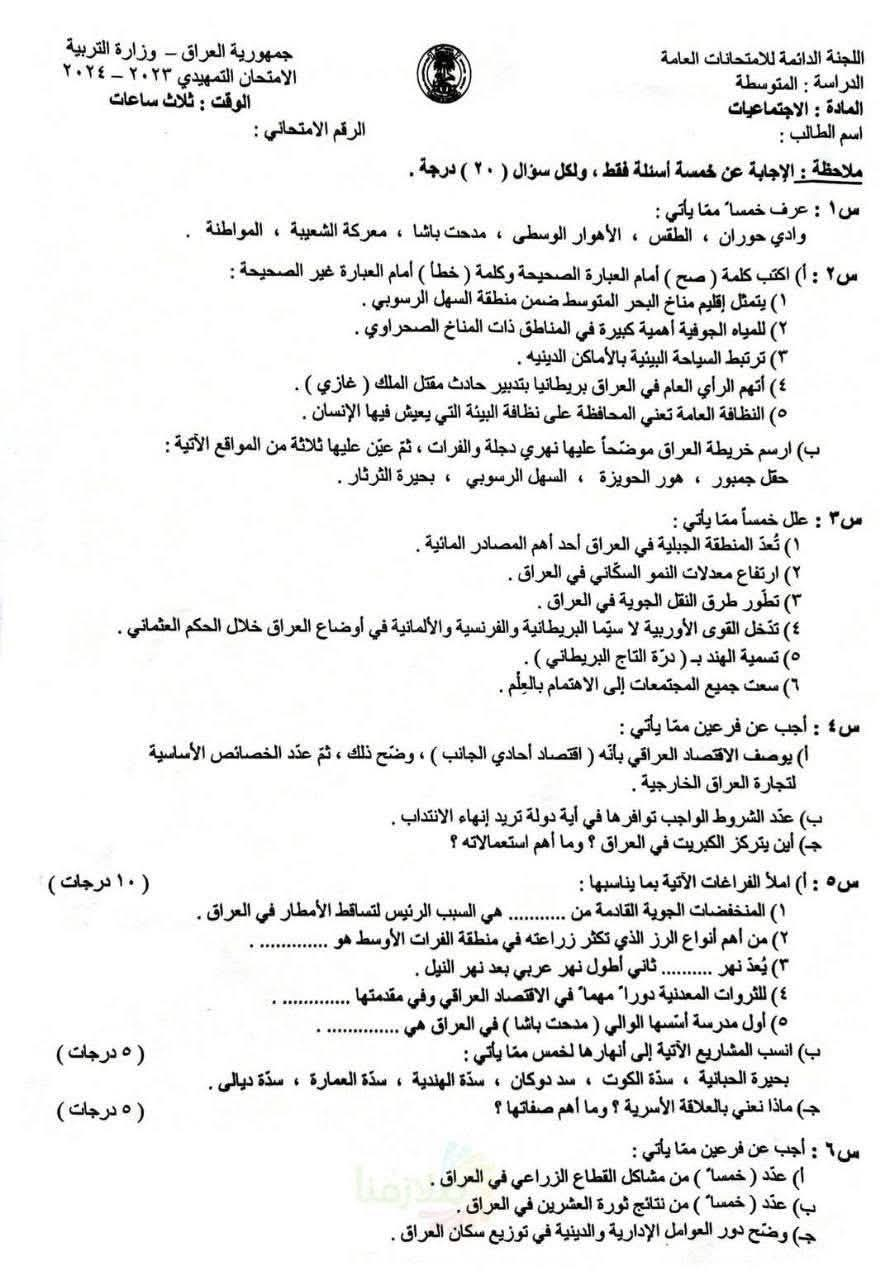 اللجنة الدائمة للامتحانات العامة
الدراسة : المتوسطة
المادة : الاجتماعيات
اسم الطالب :
جمهورية العراق – وزارة التربية
الامتحان التمهيدي ٢٠٢٣ – ٢٠٢٤
الوقت : ثلاث ساعات
الرقم الامتحاني :
ملاحظة : الإجابة عن خمسة أسئلة فقط ، ولكل سؤال ( ٢٠ ) درجة .
س١ : عرف خمساً ممّا يأتي :
وادي حوران ، الطقس ، الأهوار الوسطى ، مدحت باشا ، معركة الشعيبة ، المواطنة .
س٢ : أ) اكتب كلمة ( صح ) أمام العبارة الصحيحة وكلمة ( خطأ ) أمام العبارة غير الصحيحة :
١) يتمثل إقليم مناخ البحر المتوسط ضمن منطقة السهل الرسوبي .
٢) للمياه الجوفية أهمية كبيرة في المناطق ذات المناخ الصحراوي .
٣) ترتبط السياحة البيئية بالأماكن الدينيه .
٤) أتهم الرأي العام في العراق بريطانيا بتدبير حادث مقتل الملك ( غازي ) .
٥) النظافة العامة تعني المحافظة على نظافة البيئة التي يعيش فيها الإنسان .
ب) ارسم خريطة العراق موضّحاً عليها نهري دجلة والفرات ، ثمّ عيّن عليها ثلاثة من المواقع الآتية :
حقل جمبور ، هور الحويزة ، السهل الرسوبي ، بحيرة الثرثار .
س٣ : علل خمساً ممّا يأتي :
١) تُعدّ المنطقة الجبلية في العراق أحد أهم المصادر المائية .
٢) ارتفاع معدلات النمو السكّاني في العراق .
٣) تطوّر طرق النقل الجوية في العراق .
٤) تدّخل القوى الأوربية لا سيّما البريطانية والفرنسية والألمانية في أوضاع العراق خلال الحكم العثماني .
٥) تسمية الهند بـ ( درّة التاج البريطاني ) .
٦) سعت جميع المجتمعات إلى الاهتمام بالعِلْم .
س٤ : أجب عن فرعين ممّا يأتي :
أ) يوصف الاقتصاد العراقي بأنّه ( اقتصاد أحادي الجانب ) ، وضّح ذلك ، ثمّ عدّد الخصائص الأساسية
لتجارة العراق الخارجية .
ب) عدّد الشروط الواجب توافرها في أية دولة تريد إنهاء الانتداب .
جـ) أين يتركز الكبريت في العراق ؟ وما أهم استعمالاته ؟
س٥ : أ) املأ الفراغات الآتية بما يناسبها : ( ١٠ درجات )
١) المنخفضات الجوية القادمة من ........... هي السبب الرئيس لتساقط الأمطار في العراق .
٢) من أهم أنواع الرز الذي تكثر زراعته في منطقة الفرات الأوسط هو ............. .
٣) يُعدّ نهر .......... ثاني أطول نهر عربي بعد نهر النيل .
٤) للثروات المعدنية دوراً مهماً في الاقتصاد العراقي وفي مقدمتها ............. .
٥) أول مدرسة أسّسها الوالي ( مدحت باشا ) في العراق هي .............. .
ب) انسب المشاريع الآتية إلى أنهارها لخمس ممّا يأتي : ( ٥ درجات )
بحيرة الحبانية ، سدّة الكوت ، سد دوكان ، سدّة الهندية ، سدّة العمارة ، سدّة ديالى .
جـ) ماذا نعني بالعلاقة الأسرية ؟ وما أهم صفاتها ؟ ( ٥ درجات )
س٦ : أجب عن فرعين ممّا يأتي :
أ) عدّد ( خمساً ) من مشاكل القطاع الزراعي في العراق .
ب) عدّد ( خمساً ) من نتائج ثورة العشرين في العراق .
جـ) وضّح دور العوامل الإدارية والدينية في توزيع سكان العراق .
ملازمنا